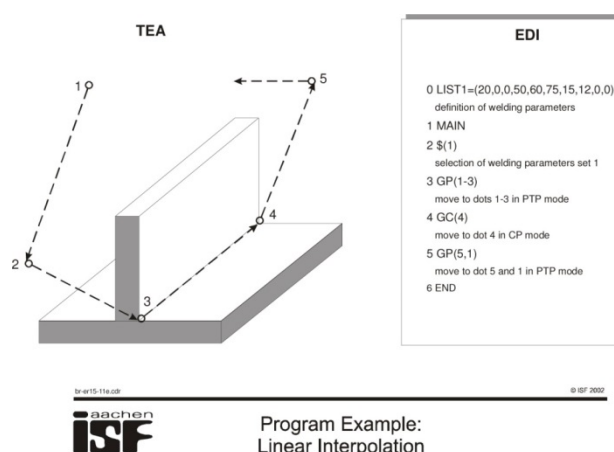 TEA
1
2
3
4
5
EDI
0 LIST1=(20,0,0,50,60,75,15,12,0,0)
definition of welding parameters
1 MAIN
2 $(1)
selection of welding parameters set 1
3 GP(1-3)
move to dots 1-3 in PTP mode
4 GC(4)
move to dot 4 in CP mode
5 GP(5,1)
move to dot 5 and 1 in PTP mode
6 END
br-er15-11e.cdr
© ISF 2002
aachen
ISF
Program Example:
Linear Interpolation